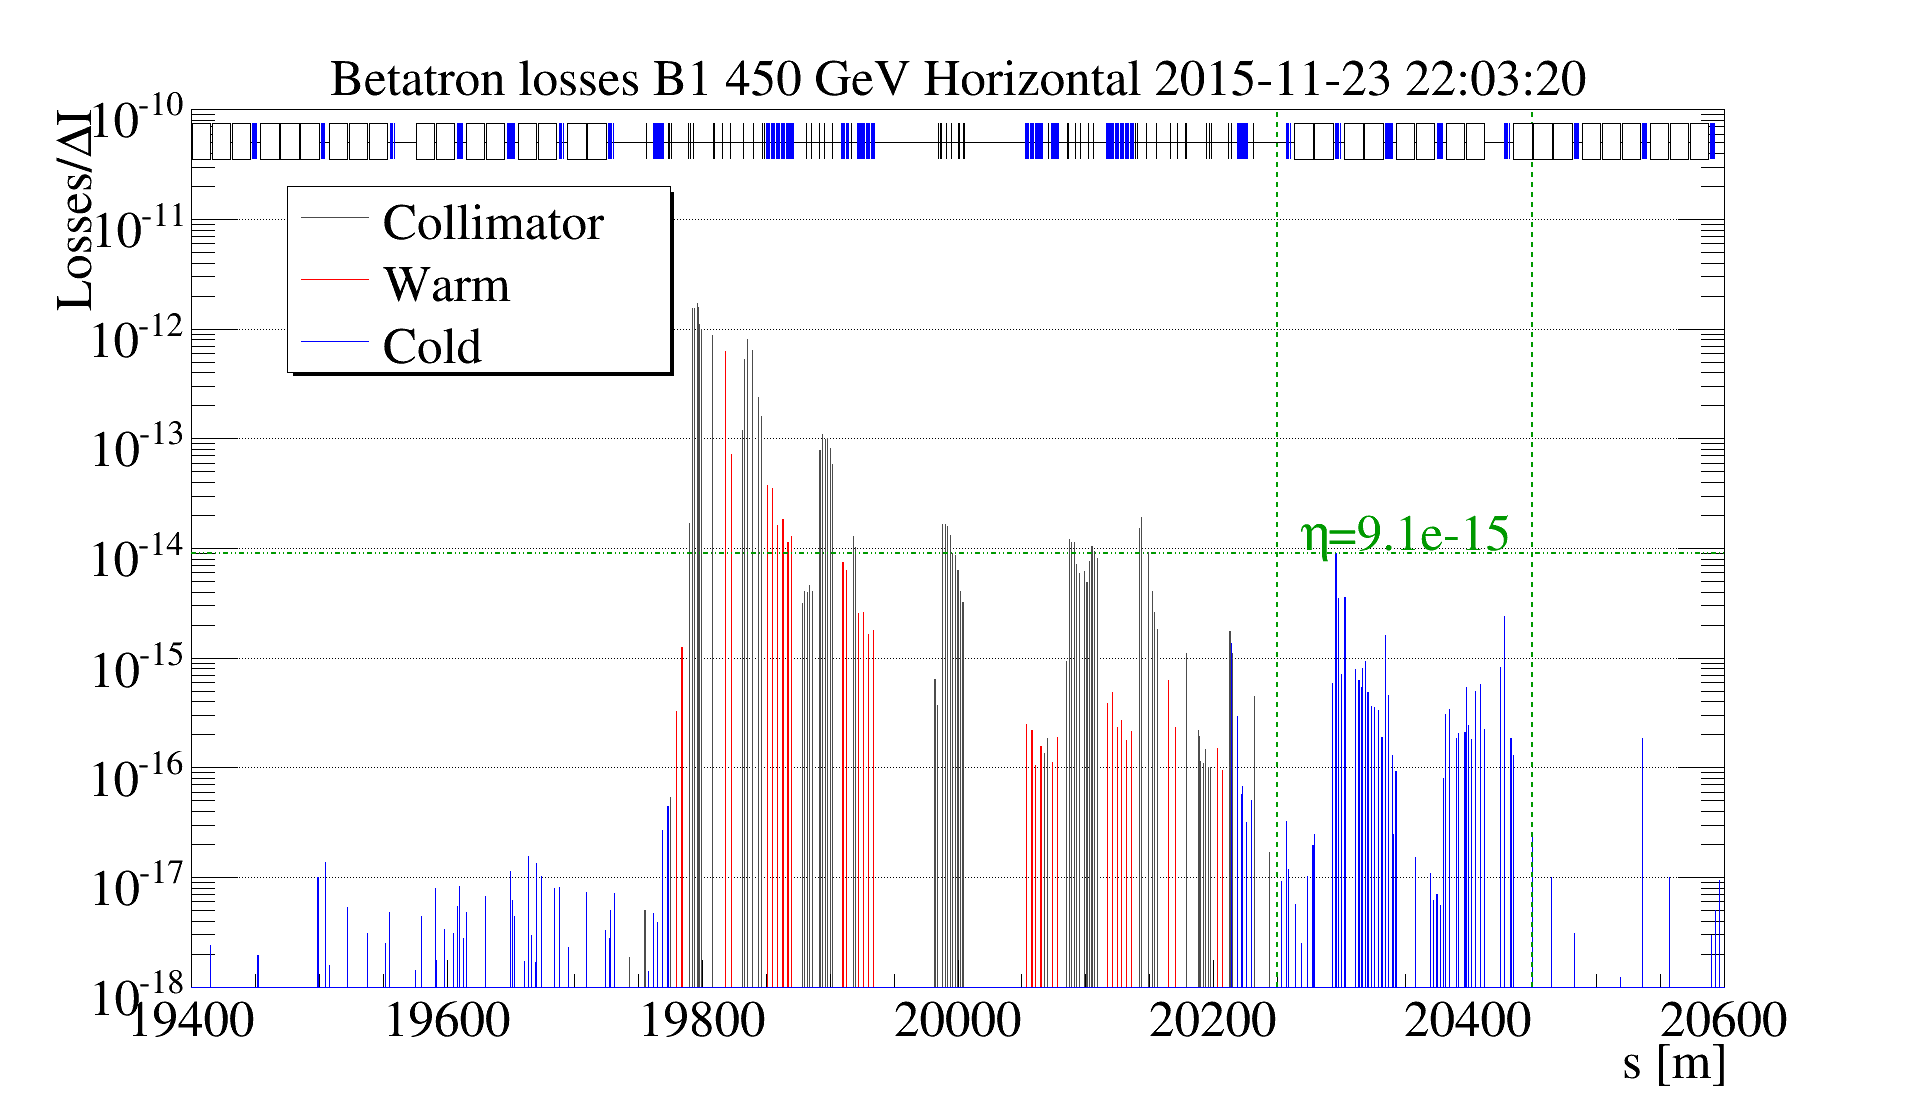 Betatron losses B1 450 GeV Horizontal 2015-11-23 22:03:20
Losses/ΔI
10^-10
10^-11
10^-12
10^-13
10^-14
10^-15
10^-16
10^-17
10^-18
Collimator
Warm
Cold
η=9.1e-15
19400 19600 19800 20000 20200 20400 20600
s [m]